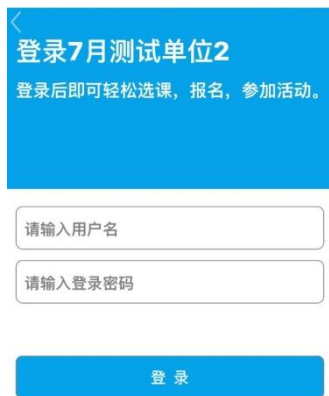 登录7月测试单位2
登录后即可轻松选课，报名，参加活动。
请输入用户名
请输入登录密码
登 录